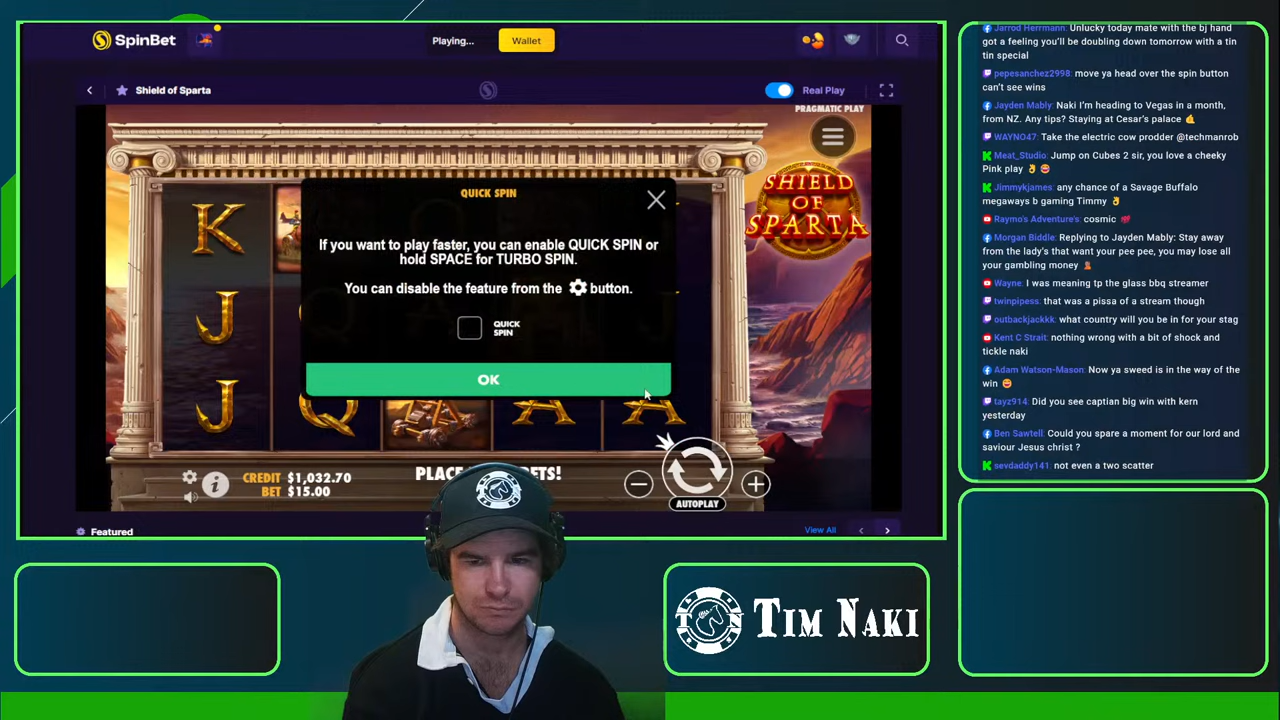 SpinBet
Playing...
Wallet
Shield of Sparta
Real Play
PRAGMATIC PLAY
SHIELD
OF
SPARTA
QUICK SPIN
If you want to play faster, you can enable QUICK SPIN or
hold SPACE for TURBO SPIN.
You can disable the feature from the button.
QUICK
SPIN
OK
K
J
J
Q
A
A
CREDIT $1,032.70
BET $15.00
AUTOPLAY
Featured
View All
TIM NAKI
Jarrod Herrmann: Unlucky today mate with the bj hand
got a feeling you'll be doubling down tomorrow with a tin
tin special
pepesanchez2998: move ya head over the spin button
can't see wins
Jayden Mably: Naki I'm heading to Vegas in a month,
from NZ. Any tips? Staying at Cesar's palace
WAYNO47: Take the electric cow prodder @techmanrob
Meat_Studio: Jump on Cubes 2 sir, you love a cheeky
Pink play
Jimmykjames: any chance of a Savage Buffalo
megaways b gaming Timmy
Raymo's Adventure's: cosmic
Morgan Biddle: Replying to Jayden Mably: Stay away
from the lady's that want your pee pee, you may lose all
your gambling money
Wayne: I was meaning tp the glass bbq streamer
twinpipess: that was a pissa of a stream though
outbackjackkk: what country will you be in for your stag
Kent C Strait: nothing wrong with a bit of shock and
tickle naki
Adam Watson-Mason: Now ya sweed is in the way of the
win
tayz914: Did you see captian big win with kern
yesterday
Ben Sawtell: Could you spare a moment for our lord and
saviour Jesus christ ?
sevdaddy141: not even a two scatter